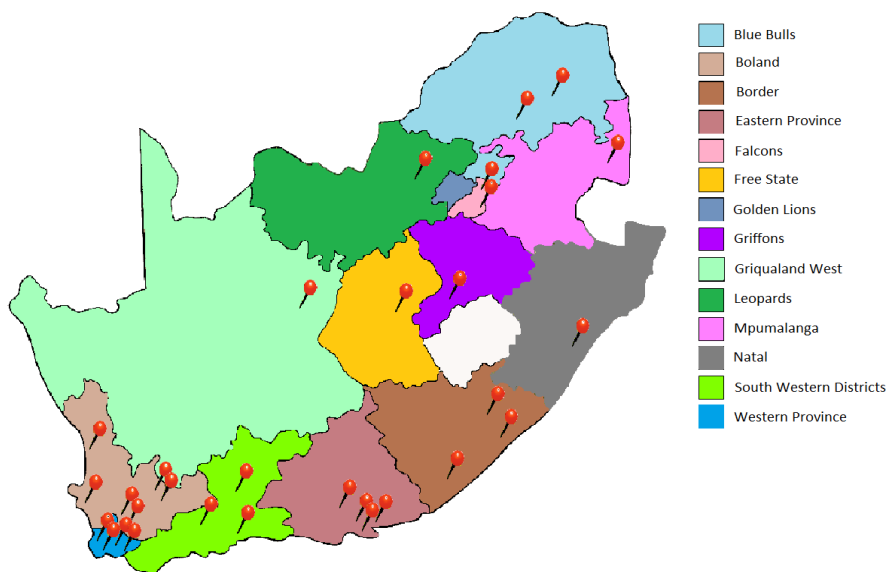 Blue Bulls
Boland
Border
Eastern Province
Falcons
Free State
Golden Lions
Griffons
Griqualand West
Leopards
Mpumalanga
Natal
South Western Districts
Western Province